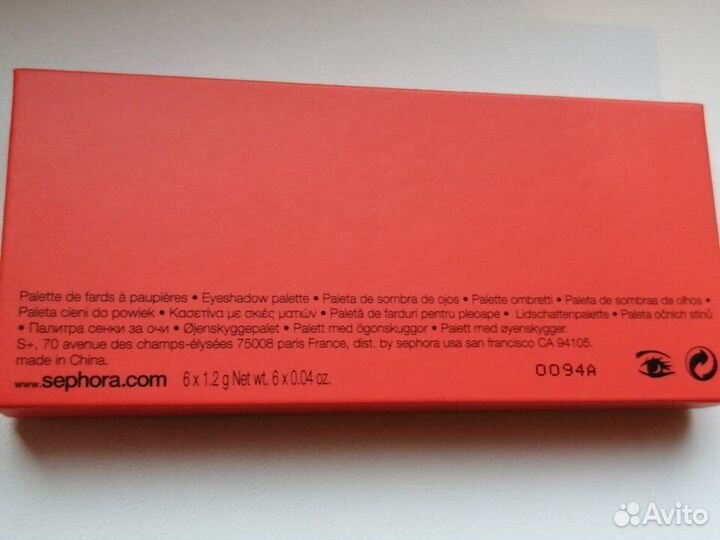 Palette de fards à paupières • Eyeshadow palette • Paleta de sombra de ojos • Palette ombretti • Paleta de sombras de olhos •
Paleta cieni do powiek • Κασετίνα με σκιές ματιών • Paletă de farduri pentru pleoape • Lidschattenpalette • Paleta očních stínů
• Палитра сенки за очи • Øjenskyggepalet • Palett med ögonskuggor • Palett med øyenskygger.
S+, 70 avenue des champs-élysées 75008 paris France, dist. by sephora usa san francisco CA 94105.
made in China.
www.sephora.com 6 x 1.2 g Net wt. 6 x 0.04 oz.
0094A
Avito